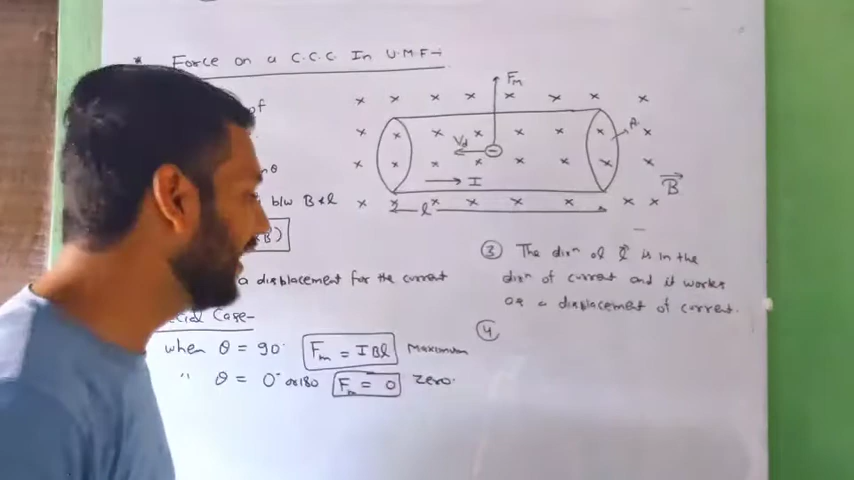 * Force on a C.C.C In U.M.F-
of
θ
b/w B & l
B)
a displacement for the current
Case-
when θ = 90° Fm = IBl Maximum
" θ = 0° or 180 Fm = 0 Zero.
Fm
A
Vd
−
I
l
B
③ The dirn of l is in the
dirn of current and it works
as a displacement of current.
④